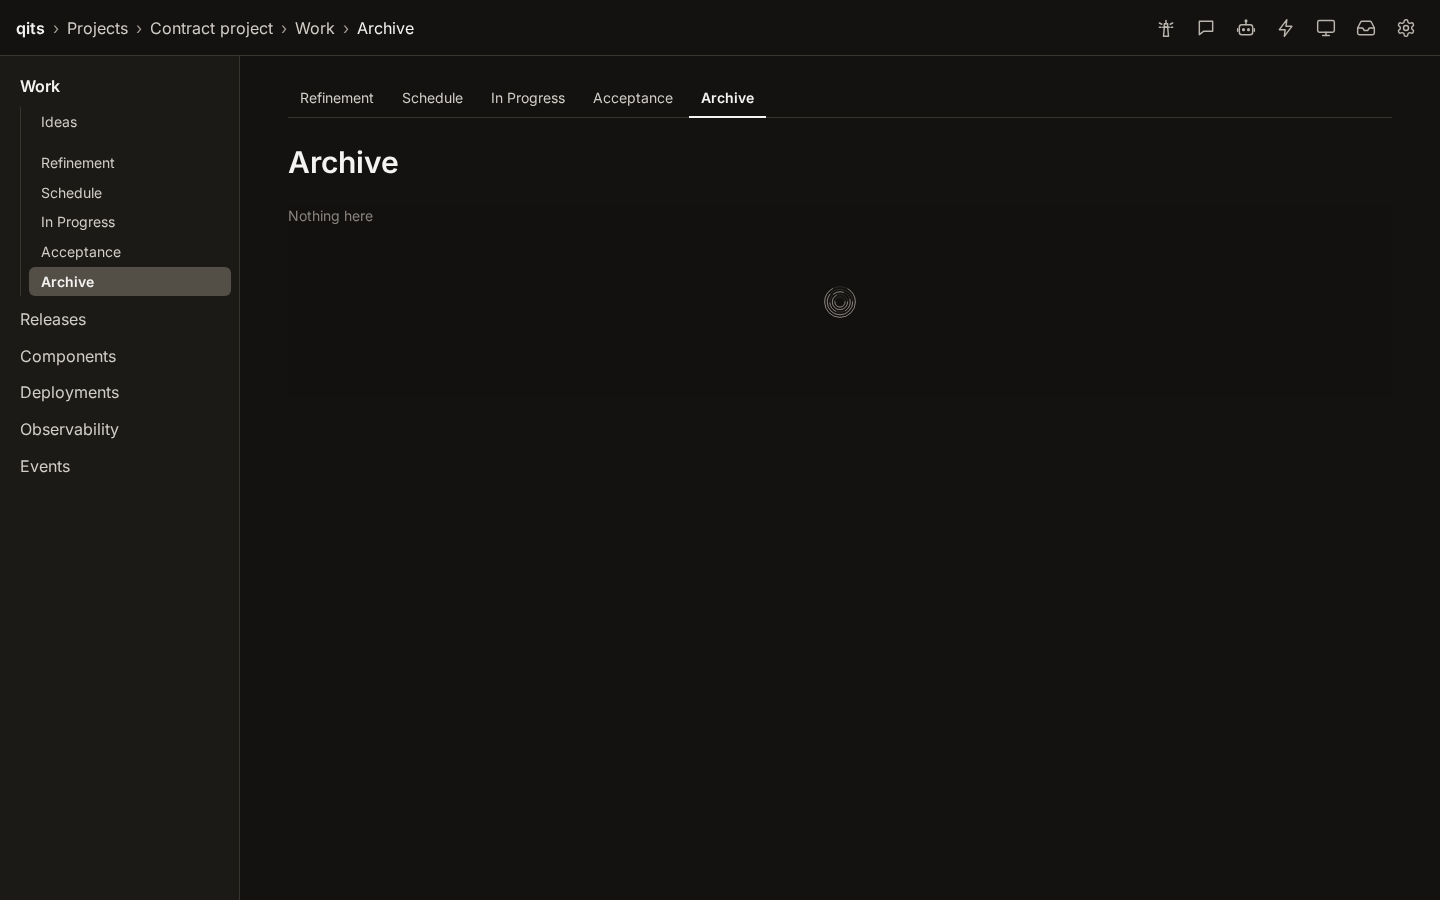 qits › Projects › Contract project › Work › Archive
Work
Ideas
Refinement
Schedule
In Progress
Acceptance
Archive
Releases
Components
Deployments
Observability
Events
Refinement Schedule In Progress Acceptance Archive
Archive
Nothing here